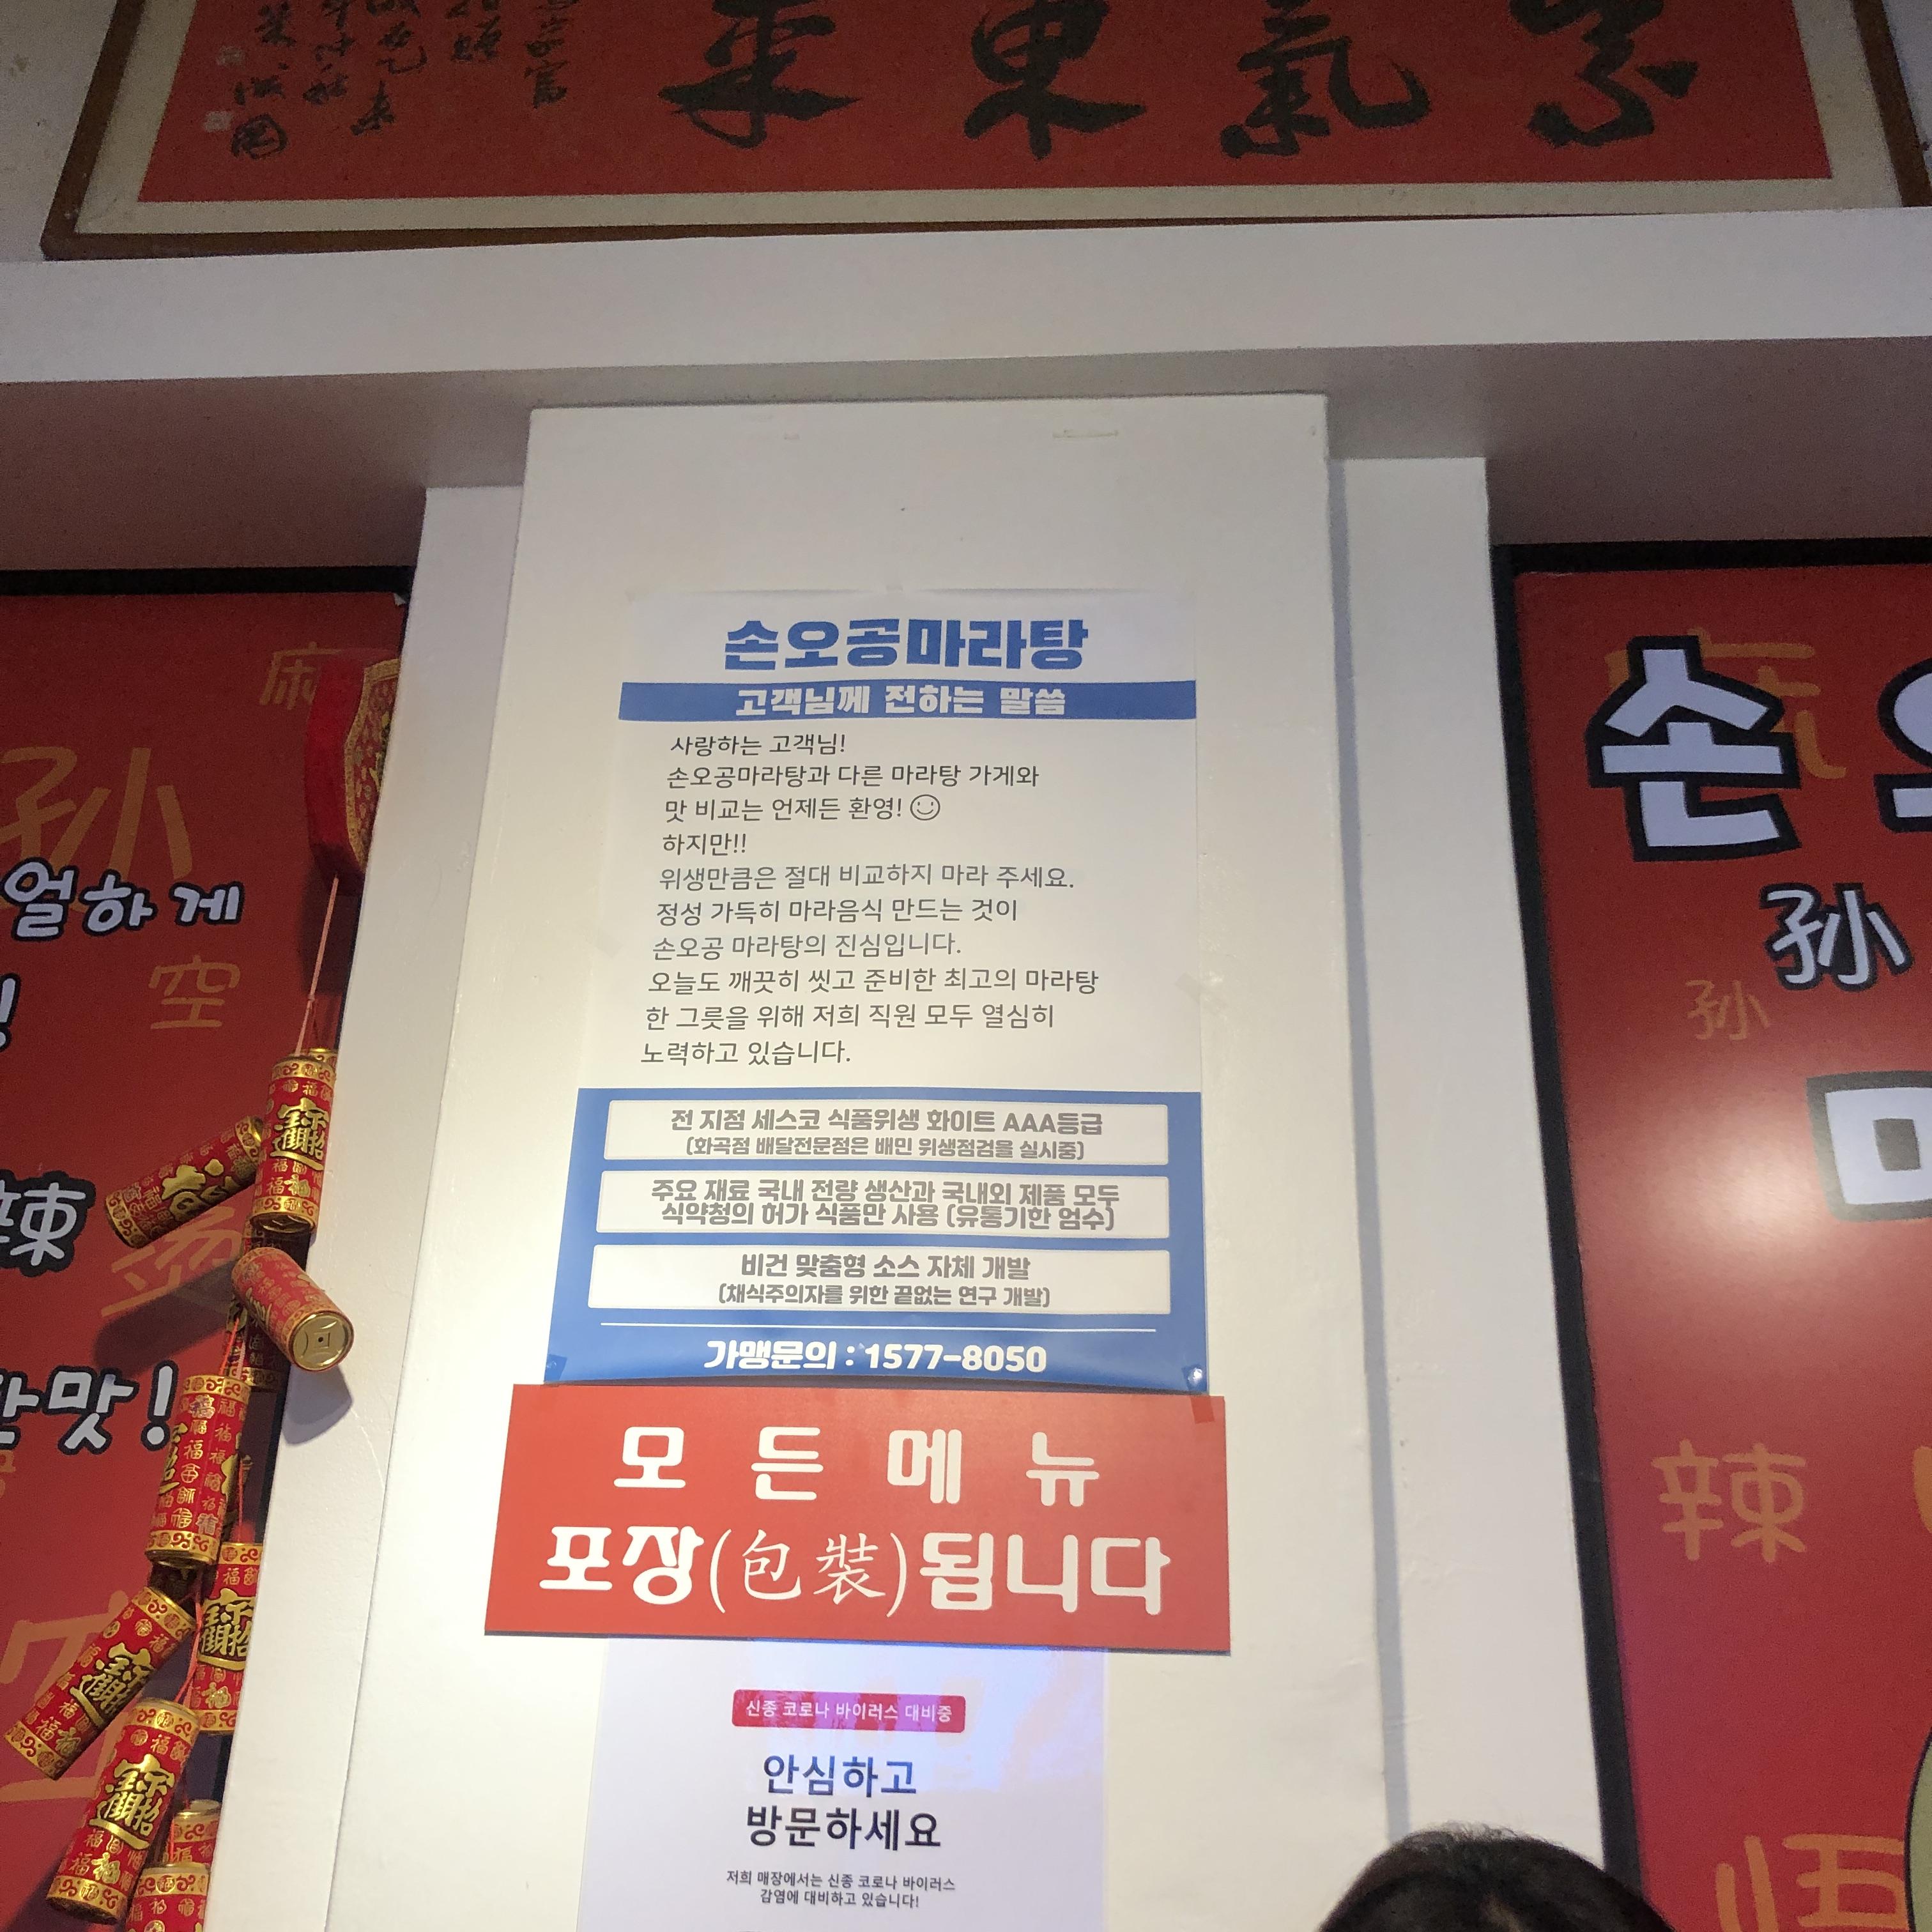 紫氣東來
손오공마라탕
고객님께 전하는 말씀
사랑하는 고객님!
손오공마라탕과 다른 마라탕 가게와
맛 비교는 언제든 환영!
하지만!!
위생만큼은 절대 비교하지 마라 주세요.
정성 가득히 마라음식 만드는 것이
손오공 마라탕의 진심입니다.
오늘도 깨끗히 씻고 준비한 최고의 마라탕
한 그릇을 위해 저희 직원 모두 열심히
노력하고 있습니다.
전 지점 세스코 식품위생 화이트 AAA등급
(화곡점 배달전문점은 배민 위생점검을 실시중)
주요 재료 국내 전량 생산과 국내외 제품 모두
식약청의 허가 식품만 사용 (유통기한 엄수)
비건 맞춤형 소스 자체 개발
(채식주의자를 위한 끝없는 연구 개발)
가맹문의 : 1577-8050
모든메뉴
포장(包裝)됩니다
신종 코로나 바이러스 대비중
안심하고
방문하세요
저희 매장에서는 신종 코로나 바이러스
감염에 대비하고 있습니다!
孙
얼하게
空
!
辣
맛!
손
孙
孙
辣
悟